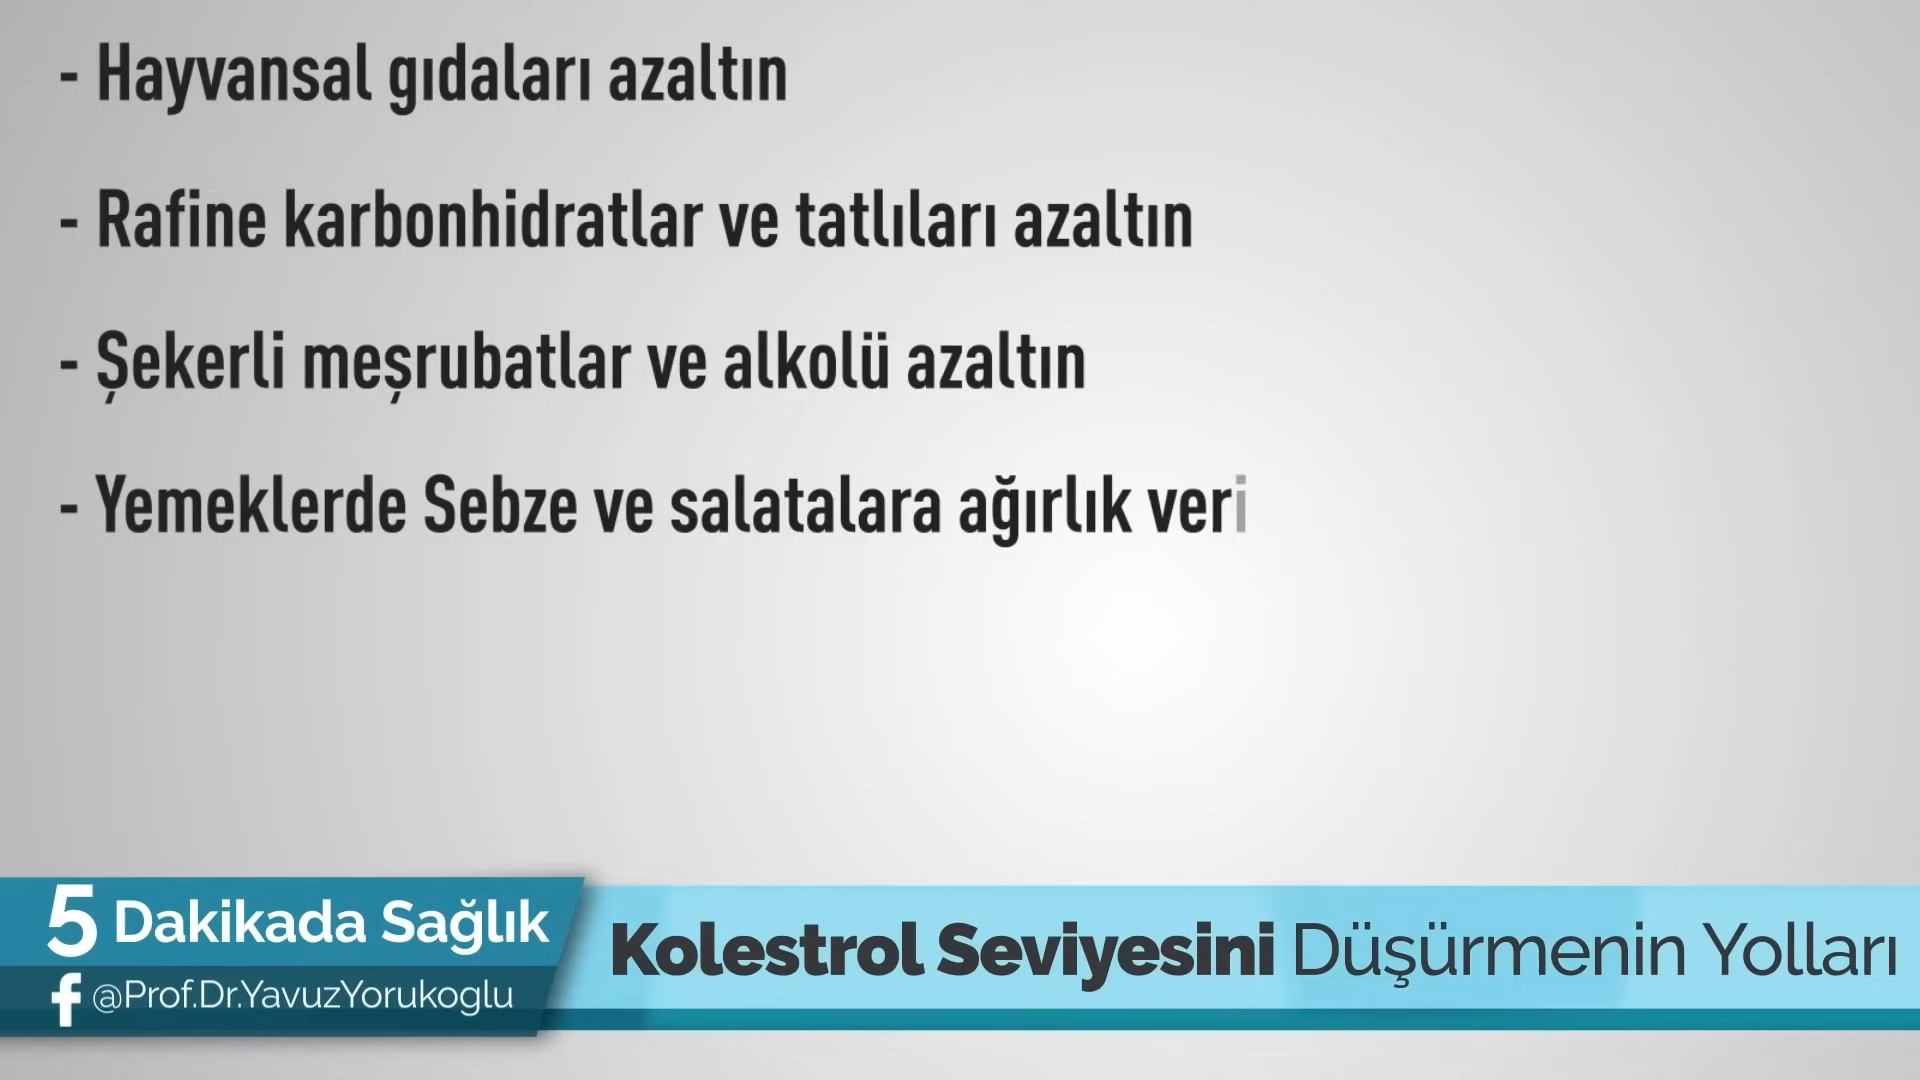 - Hayvansal gıdaları azaltın
- Rafine karbonhidratlar ve tatlıları azaltın
- Şekerli meşrubatlar ve alkolü azaltın
- Yemeklerde Sebze ve salatalara ağırlık veri
5 Dakikada Sağlık
f @Prof.Dr.YavuzYorukoglu
Kolestrol Seviyesini Düşürmenin Yolları